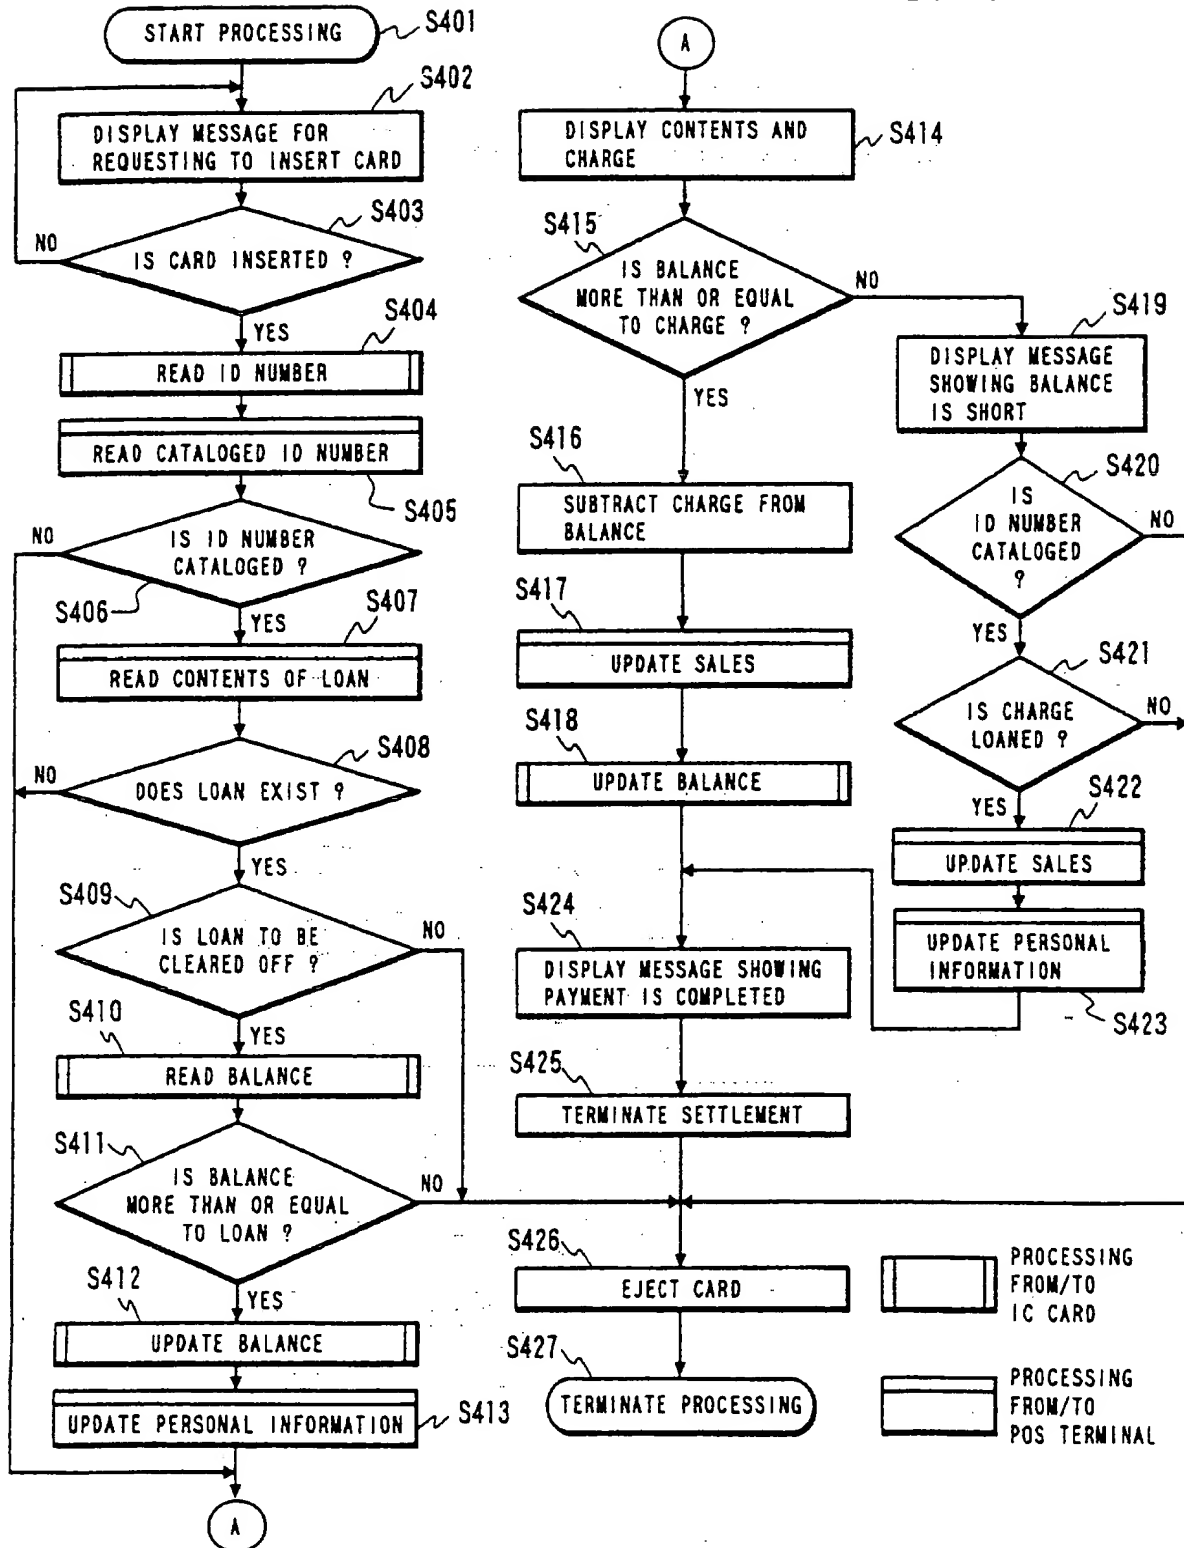 START PROCESSING
S401
S402
DISPLAY MESSAGE FOR
REQUESTING TO INSERT CARD
S403
NO
IS CARD INSERTED ?
YES
S404
READ ID NUMBER
READ CATALOGED ID NUMBER
S405
NO
IS ID NUMBER
CATALOGED ?
S406
YES
S407
READ CONTENTS OF LOAN
S408
NO
DOES LOAN EXIST ?
YES
S409
IS LOAN TO BE
CLEARED OFF ?
NO
S410
YES
READ BALANCE
S411
IS BALANCE
MORE THAN OR EQUAL
TO LOAN ?
NO
S412
YES
UPDATE BALANCE
UPDATE PERSONAL INFORMATION
S413
A
A
DISPLAY CONTENTS AND
CHARGE
S414
S415
IS BALANCE
MORE THAN OR EQUAL
TO CHARGE ?
NO
YES
S416
SUBTRACT CHARGE FROM
BALANCE
S417
UPDATE SALES
S418
UPDATE BALANCE
S419
DISPLAY MESSAGE
SHOWING BALANCE
IS SHORT
S420
IS
ID NUMBER
CATALOGED
?
NO
YES
S421
IS CHARGE
LOANED ?
NO
YES
S422
UPDATE SALES
UPDATE PERSONAL
INFORMATION
S423
S424
DISPLAY MESSAGE SHOWING
PAYMENT IS COMPLETED
S425
TERMINATE SETTLEMENT
S426
EJECT CARD
S427
TERMINATE PROCESSING
PROCESSING
FROM/TO
IC CARD
PROCESSING
FROM/TO
POS TERMINAL